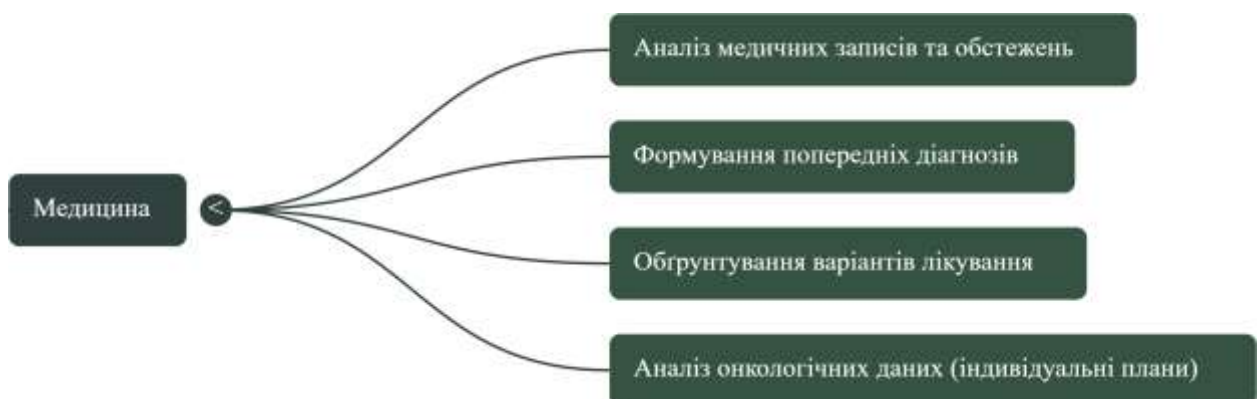 Аналіз медичних записів та обстежень
Формування попередніх діагнозів
Медицина <
Обґрунтування варіантів лікування
Аналіз онкологічних даних (індивідуальні плани)